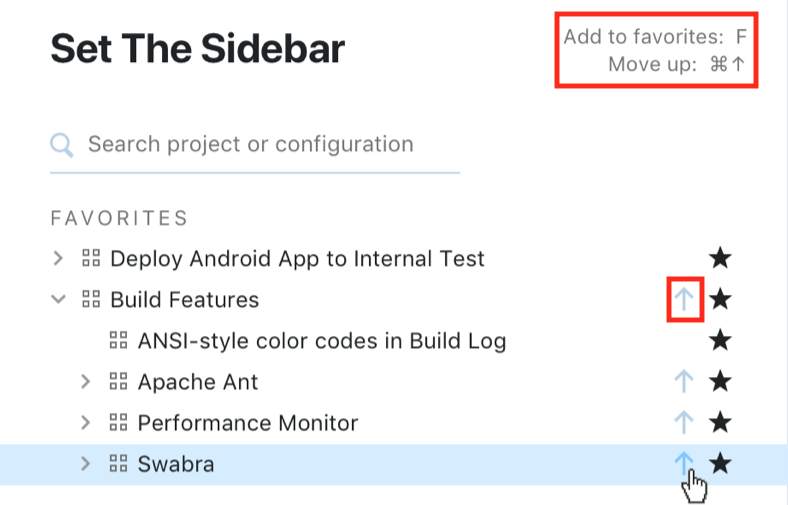 Set The Sidebar
Add to favorites: F
Move up: ⌘↑
Search project or configuration
FAVORITES
Deploy Android App to Internal Test
Build Features
ANSI-style color codes in Build Log
Apache Ant
Performance Monitor
Swabra